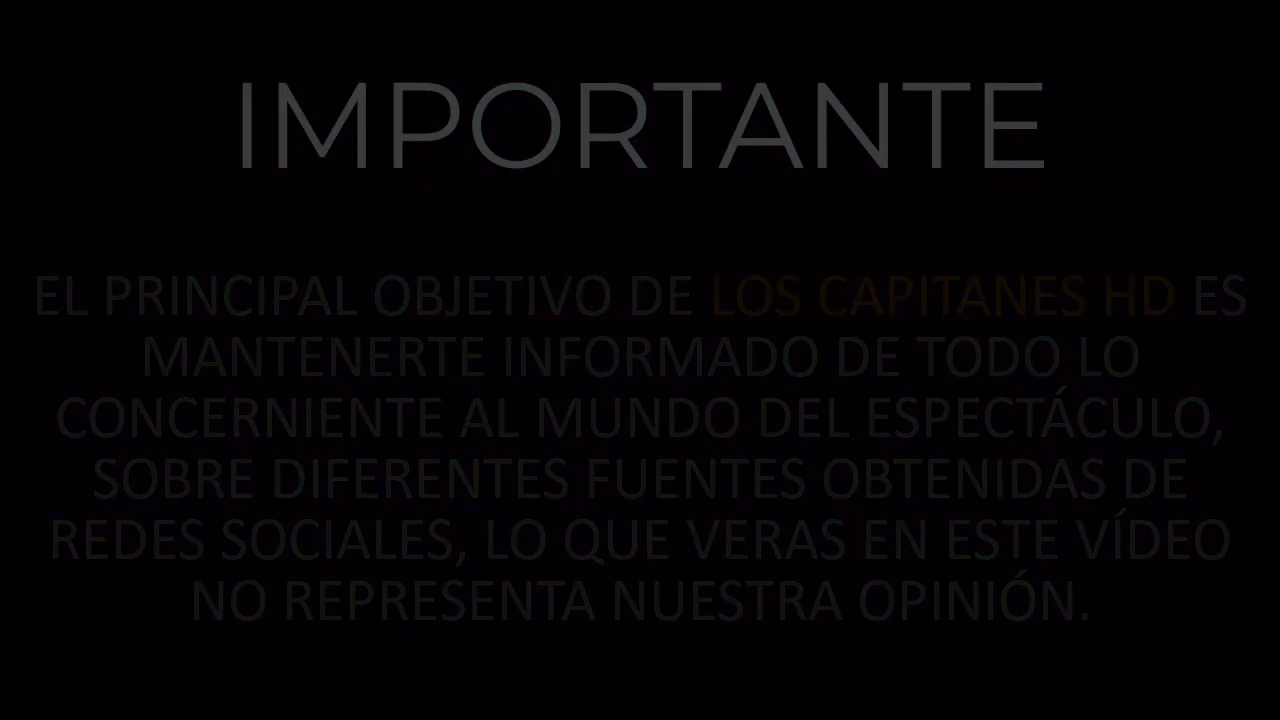 IMPORTANTE
EL PRINCIPAL OBJETIVO DE LOS CAPITANES HD ES
MANTENERTE INFORMADO DE TODO LO
CONCERNIENTE AL MUNDO DEL ESPECTÁCULO,
SOBRE DIFERENTES FUENTES OBTENIDAS DE
REDES SOCIALES, LO QUE VERAS EN ESTE VÍDEO
NO REPRESENTA NUESTRA OPINIÓN.